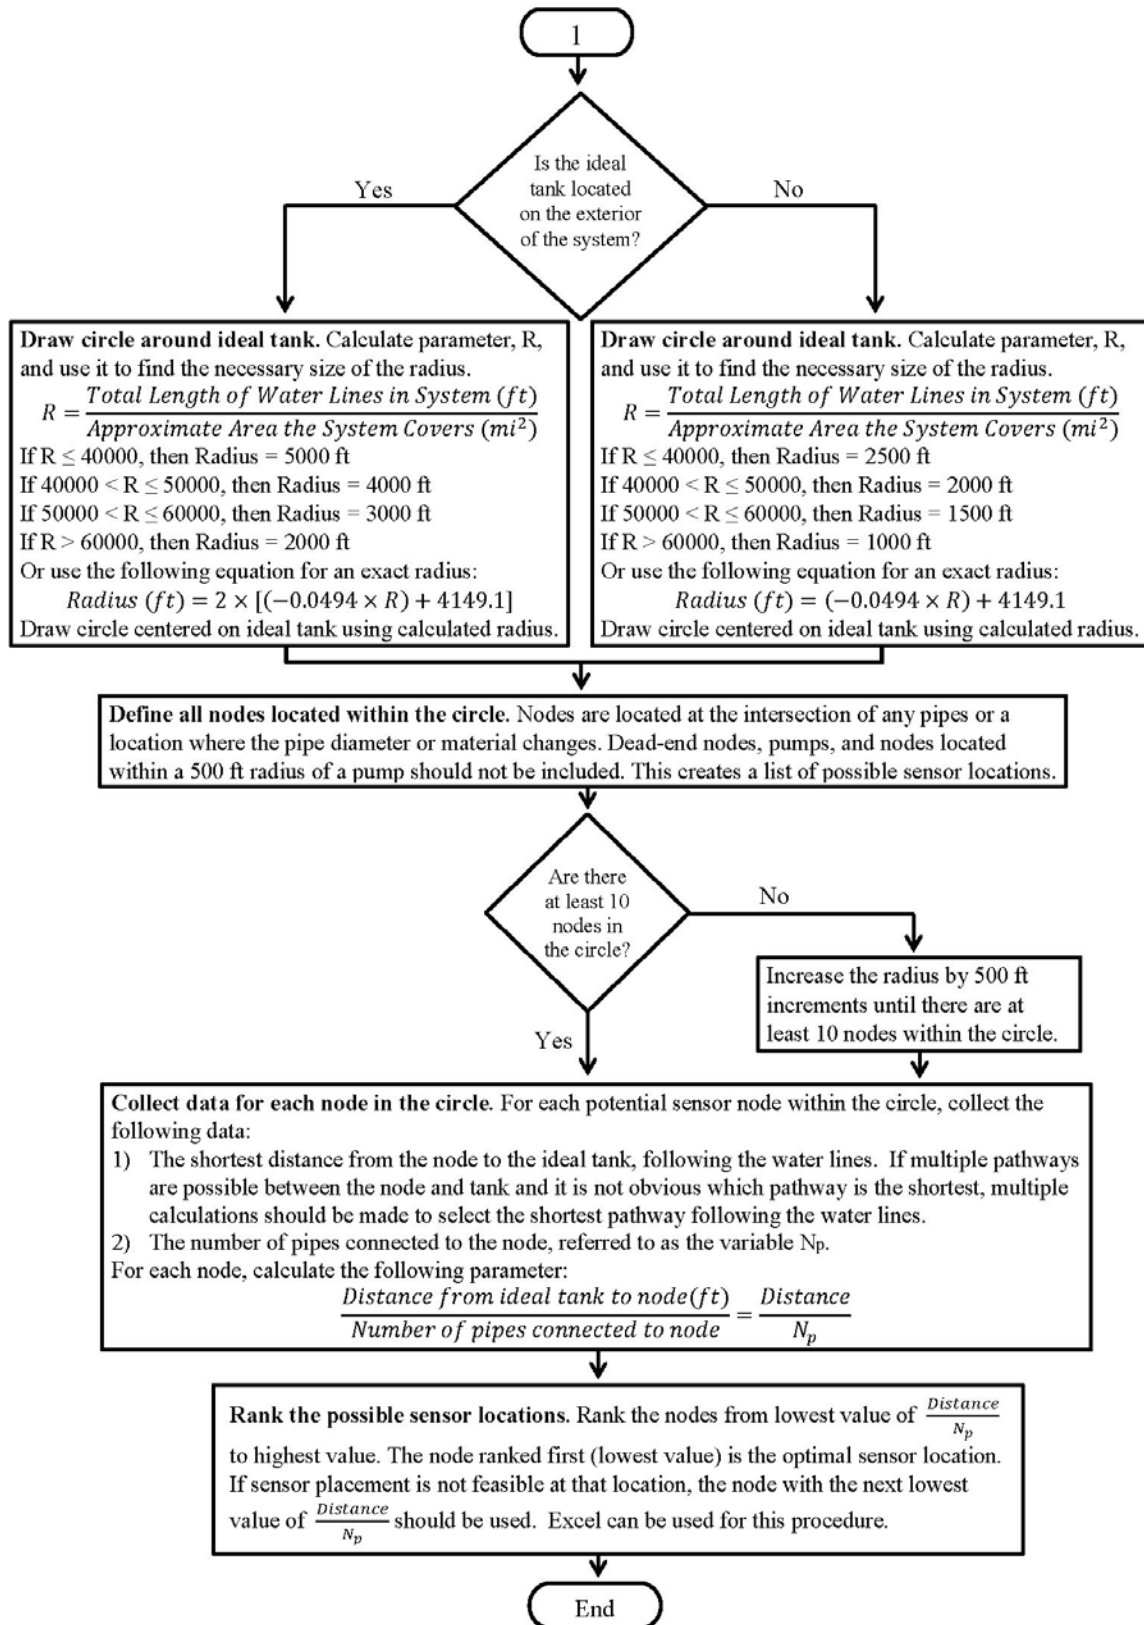 1
Is the ideal
tank located
on the exterior
of the system?
Yes
No
Draw circle around ideal tank. Calculate parameter, R,
and use it to find the necessary size of the radius.
R = Total Length of Water Lines in System (ft) / Approximate Area the System Covers (mi²)
If R ≤ 40000, then Radius = 5000 ft
If 40000 < R ≤ 50000, then Radius = 4000 ft
If 50000 < R ≤ 60000, then Radius = 3000 ft
If R > 60000, then Radius = 2000 ft
Or use the following equation for an exact radius:
Radius (ft) = 2 × [(−0.0494 × R) + 4149.1]
Draw circle centered on ideal tank using calculated radius.
Draw circle around ideal tank. Calculate parameter, R,
and use it to find the necessary size of the radius.
R = Total Length of Water Lines in System (ft) / Approximate Area the System Covers (mi²)
If R ≤ 40000, then Radius = 2500 ft
If 40000 < R ≤ 50000, then Radius = 2000 ft
If 50000 < R ≤ 60000, then Radius = 1500 ft
If R > 60000, then Radius = 1000 ft
Or use the following equation for an exact radius:
Radius (ft) = (−0.0494 × R) + 4149.1
Draw circle centered on ideal tank using calculated radius.
Define all nodes located within the circle. Nodes are located at the intersection of any pipes or a
location where the pipe diameter or material changes. Dead-end nodes, pumps, and nodes located
within a 500 ft radius of a pump should not be included. This creates a list of possible sensor locations.
Are there
at least 10
nodes in
the circle?
No
Yes
Increase the radius by 500 ft
increments until there are at
least 10 nodes within the circle.
Collect data for each node in the circle. For each potential sensor node within the circle, collect the
following data:
1) The shortest distance from the node to the ideal tank, following the water lines. If multiple pathways
are possible between the node and tank and it is not obvious which pathway is the shortest, multiple
calculations should be made to select the shortest pathway following the water lines.
2) The number of pipes connected to the node, referred to as the variable Np.
For each node, calculate the following parameter:
Distance from ideal tank to node(ft) / Number of pipes connected to node = Distance / Np
Rank the possible sensor locations. Rank the nodes from lowest value of Distance / Np
to highest value. The node ranked first (lowest value) is the optimal sensor location.
If sensor placement is not feasible at that location, the node with the next lowest
value of Distance / Np should be used. Excel can be used for this procedure.
End